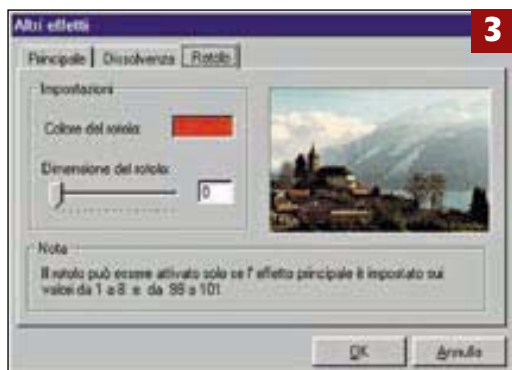 Altri effetti
3
Principale Dissolvenza Rotolo
Impostazioni
Colore del rotolo:
Dimensione del rotolo:
0
Nota
Il rotolo può essere attivato solo se l' effetto principale è impostato sui
valori da 1 a 8 e da 98 a 101
OK Annulla